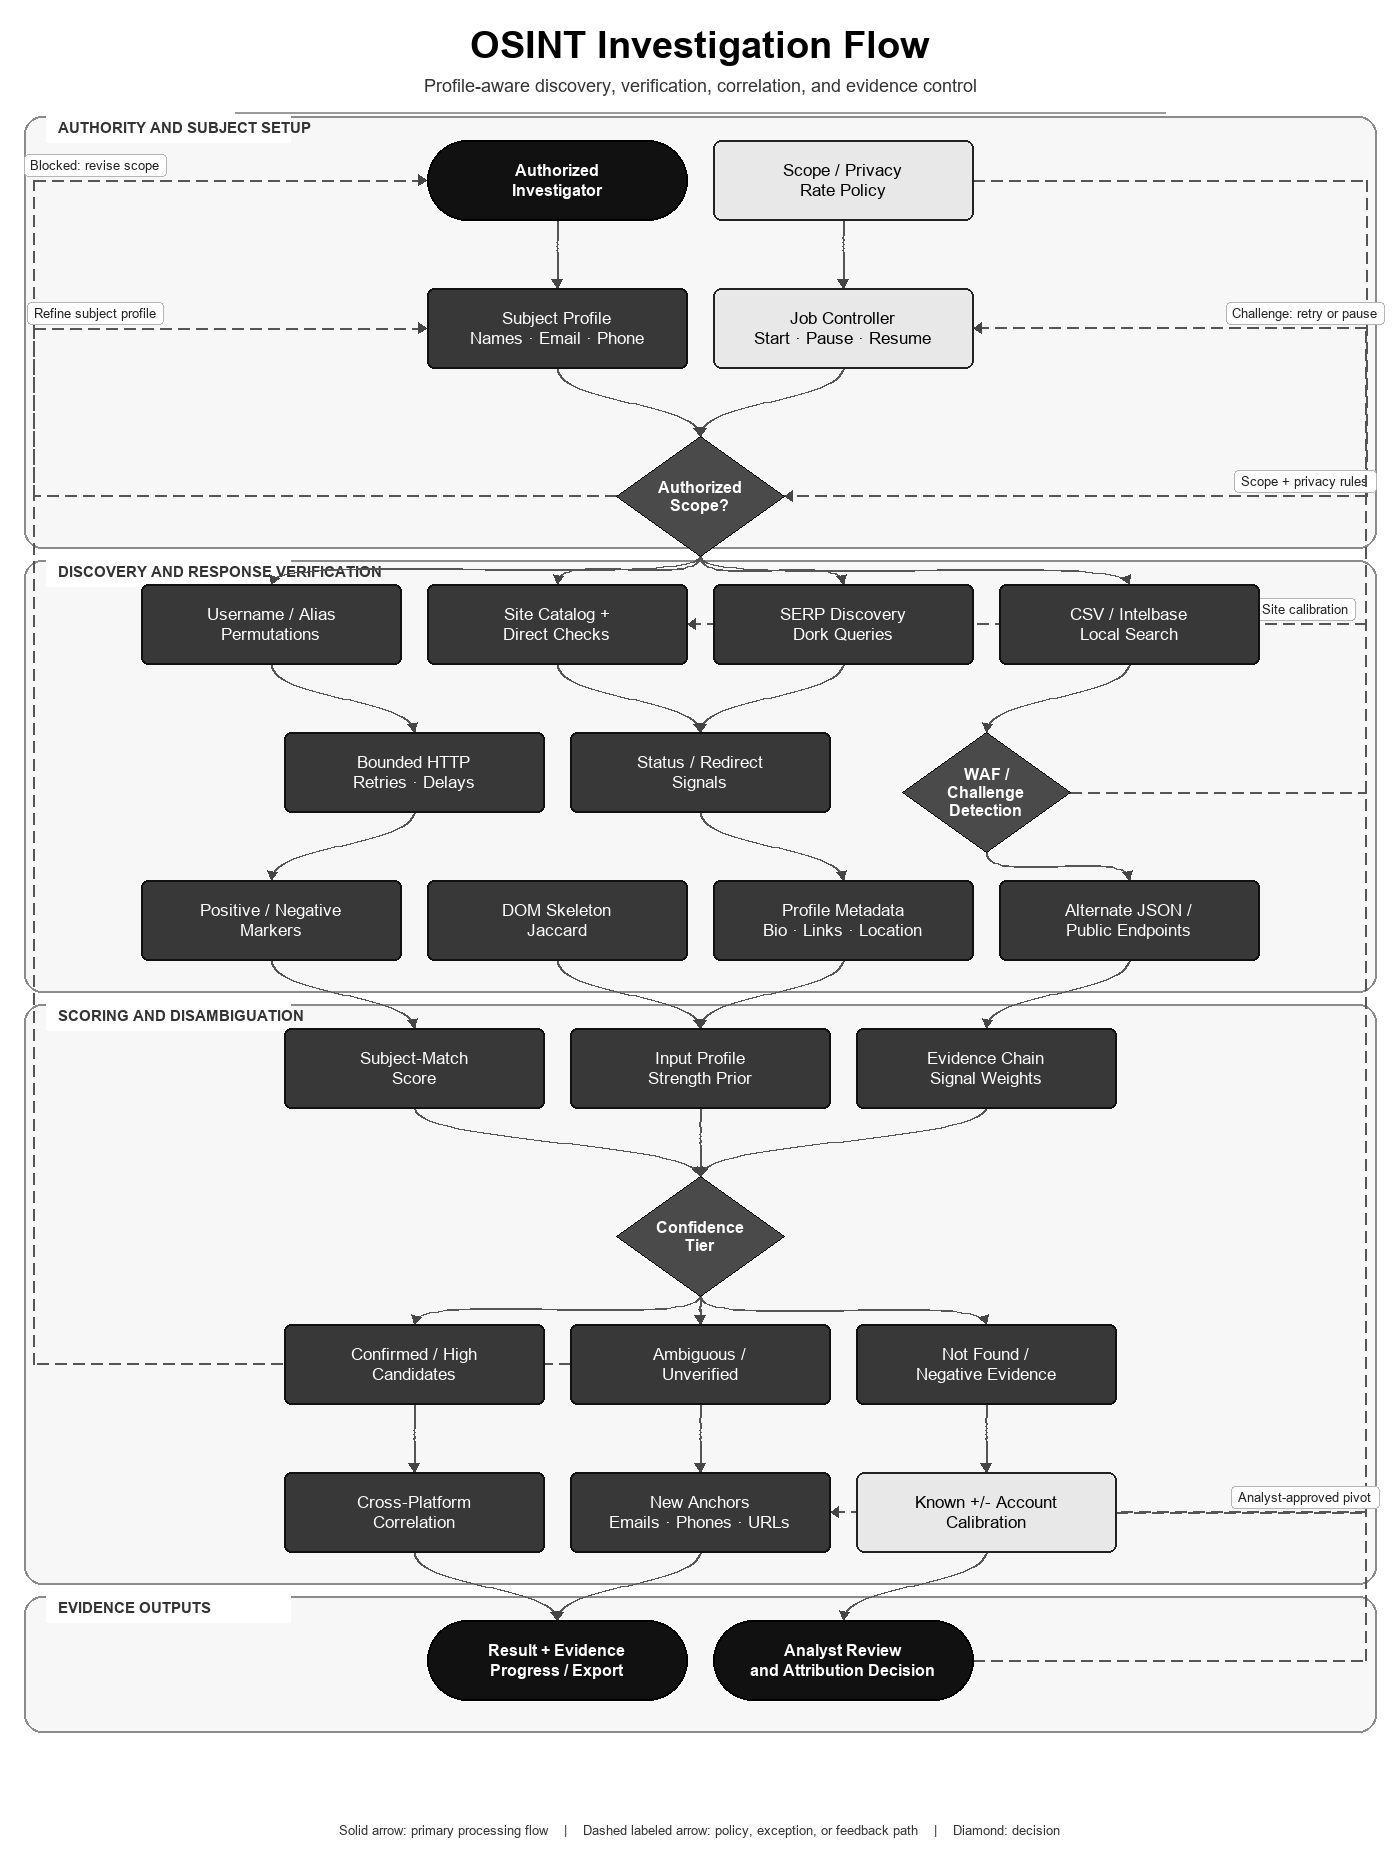 OSINT Investigation Flow
Profile-aware discovery, verification, correlation, and evidence control
AUTHORITY AND SUBJECT SETUP
Blocked: revise scope
Authorized
Investigator
Scope / Privacy
Rate Policy
Refine subject profile
Subject Profile
Names · Email · Phone
Job Controller
Start · Pause · Resume
Challenge: retry or pause
Authorized
Scope?
Scope + privacy rules
DISCOVERY AND RESPONSE VERIFICATION
Username / Alias
Permutations
Site Catalog +
Direct Checks
SERP Discovery
Dork Queries
CSV / Intelbase
Local Search
Site calibration
Bounded HTTP
Retries · Delays
Status / Redirect
Signals
WAF /
Challenge
Detection
Positive / Negative
Markers
DOM Skeleton
Jaccard
Profile Metadata
Bio · Links · Location
Alternate JSON /
Public Endpoints
SCORING AND DISAMBIGUATION
Subject-Match
Score
Input Profile
Strength Prior
Evidence Chain
Signal Weights
Confidence
Tier
Confirmed / High
Candidates
Ambiguous /
Unverified
Not Found /
Negative Evidence
Cross-Platform
Correlation
New Anchors
Emails · Phones · URLs
Known +/- Account
Calibration
Analyst-approved pivot
EVIDENCE OUTPUTS
Result + Evidence
Progress / Export
Analyst Review
and Attribution Decision
Solid arrow: primary processing flow | Dashed labeled arrow: policy, exception, or feedback path | Diamond: decision